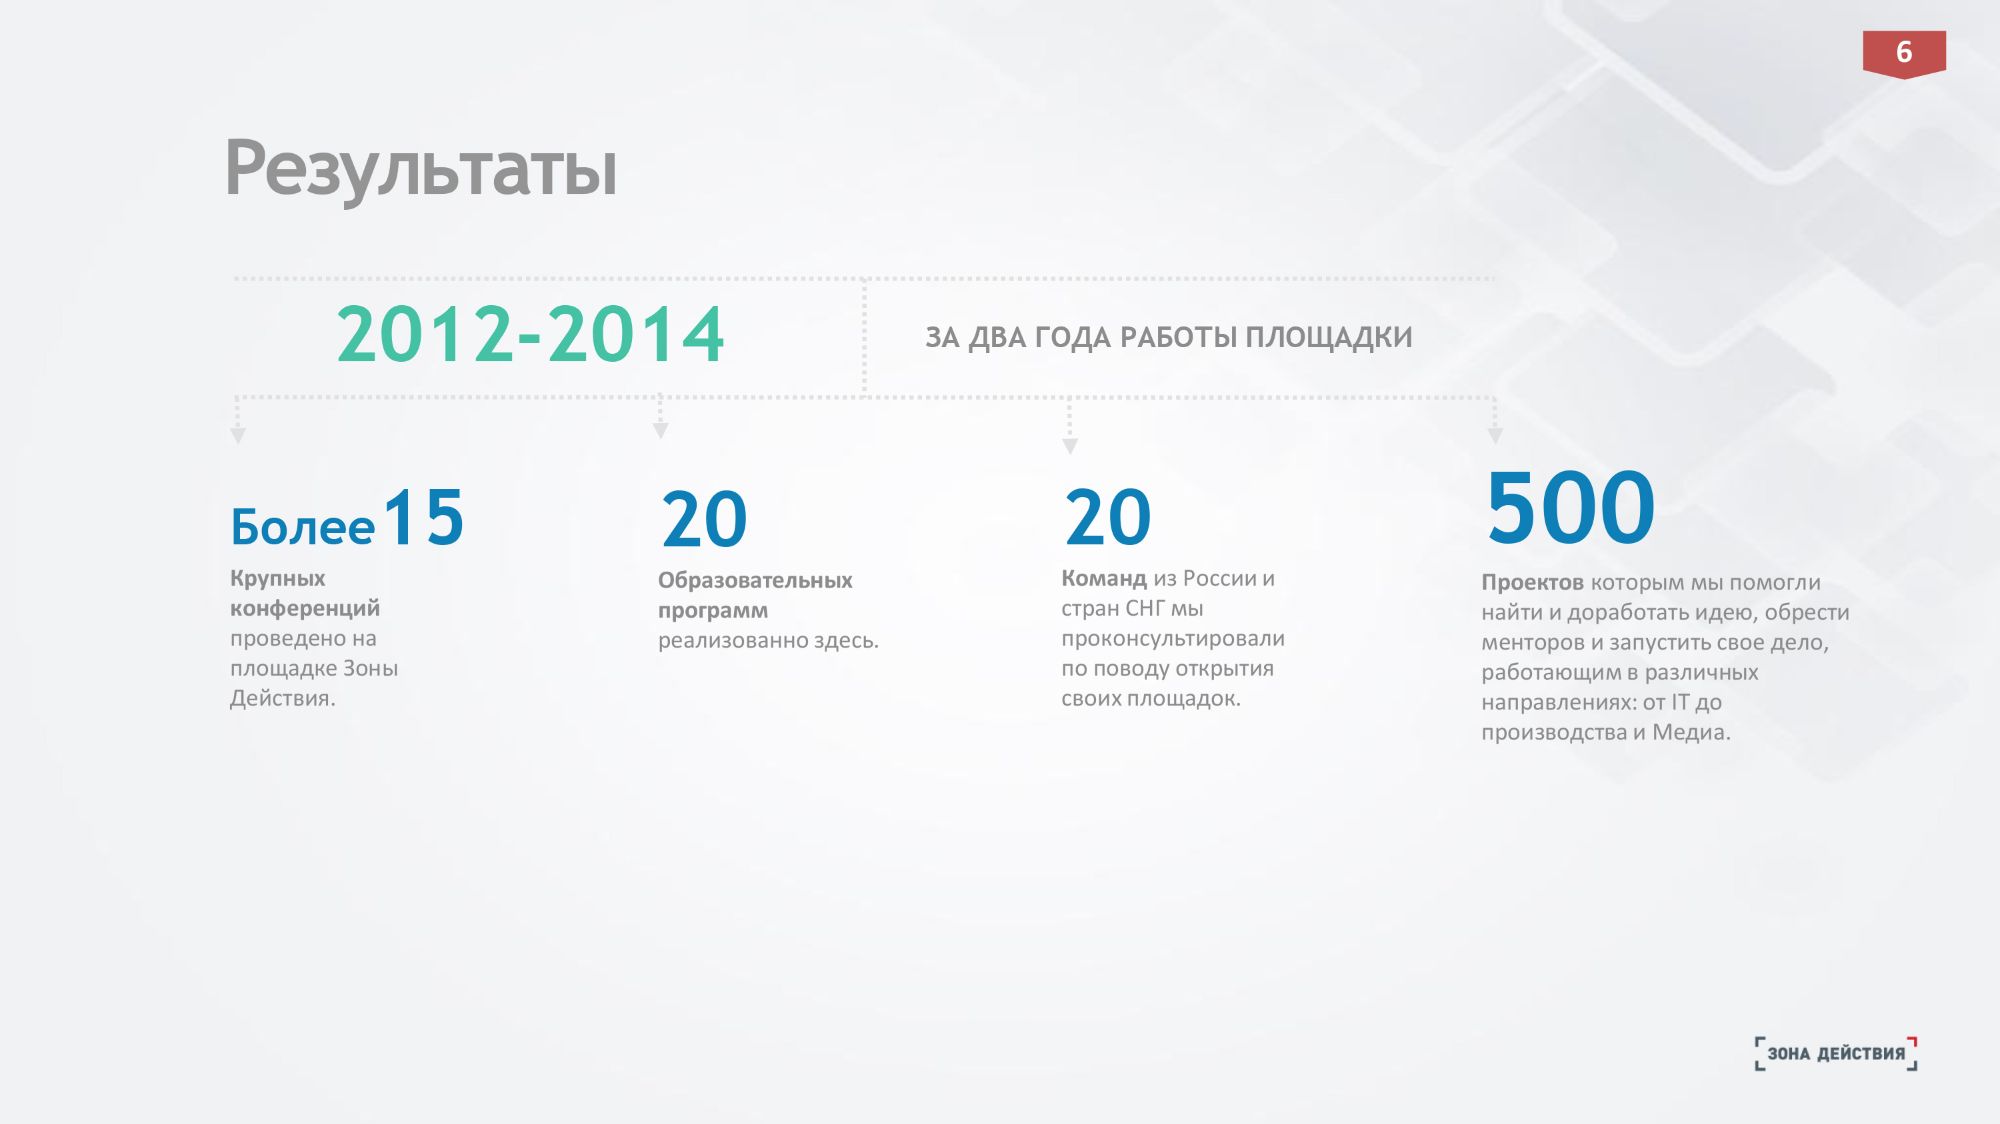 6
Результаты
2012-2014
ЗА ДВА ГОДА РАБОТЫ ПЛОЩАДКИ
Более 15
Крупных
конференций
проведено на
площадке Зоны
Действия.
20
Образовательных
программ
реализованно здесь.
20
Команд из России и
стран СНГ мы
проконсультировали
по поводу открытия
своих площадок.
500
Проектов которым мы помогли
найти и доработать идею, обрести
менторов и запустить свое дело,
работающим в различных
направлениях: от IT до
производства и Медиа.
ЗОНА ДЕЙСТВИЯ